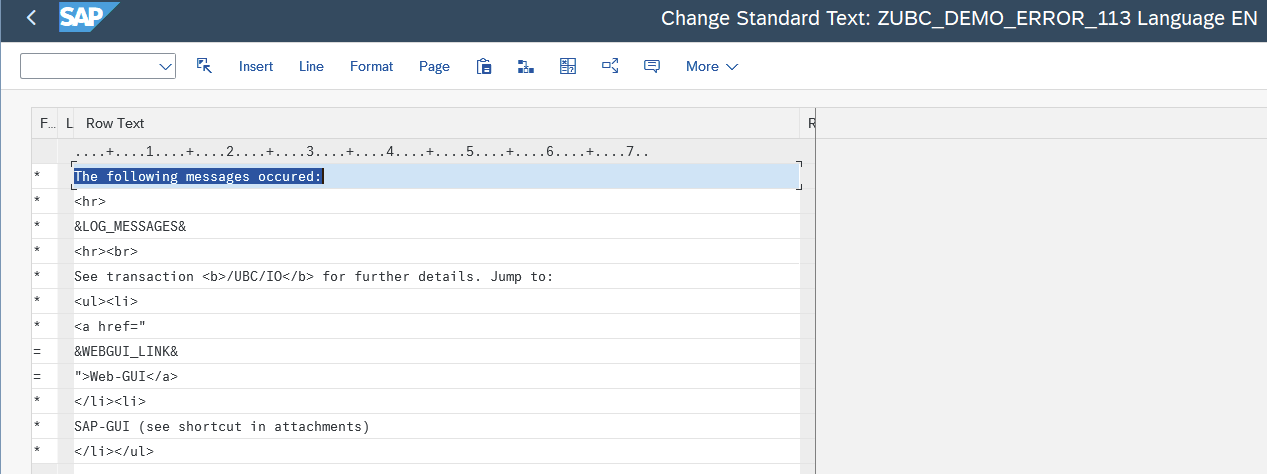 SAP Change Standard Text: ZUBC_DEMO_ERROR_113 Language EN
Insert Line Format Page More
F... L Row Text R
....+....1....+....2....+....3....+....4....+....5....+....6....+....7..
* The following messages occured:
* <hr>
* &LOG_MESSAGES&
* <hr><br>
* See transaction <b>/UBC/IO</b> for further details. Jump to:
* <ul><li>
* <a href="
= &WEBGUI_LINK&
= ">Web-GUI</a>
* </li><li>
* SAP-GUI (see shortcut in attachments)
* </li></ul>